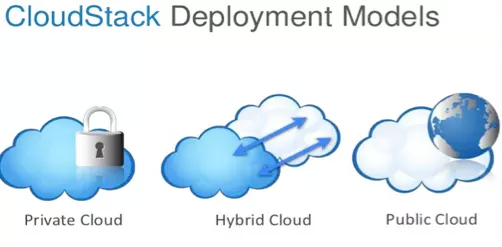 CloudStack Deployment Models
Private Cloud
Hybrid Cloud
Public Cloud